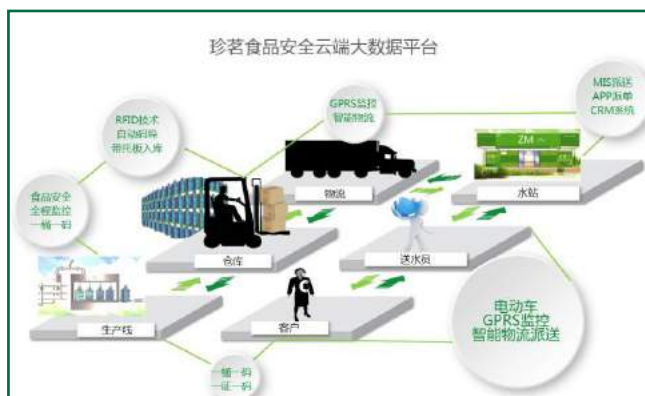 珍茗食品安全云端大数据平台
MIS派送
APP派单
CRM系统
GPRS监控
智能物流
RFID技术
自动码垛
带托板入库
ZM
物流
水站
食品安全
全程监控
一桶一码
仓库
送水员
电动车
GPRS监控
智能物流派送
生产线
客户
一桶一码
一证一码